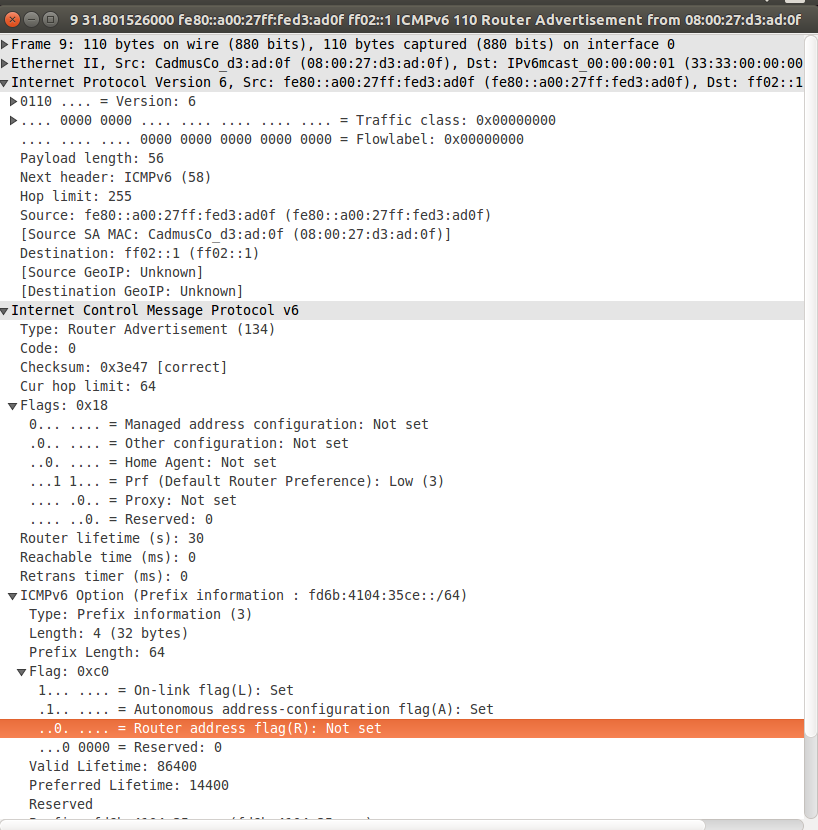 9 31.801526000 fe80::a00:27ff:fed3:ad0f ff02::1 ICMPv6 110 Router Advertisement from 08:00:27:d3:ad:0f
Frame 9: 110 bytes on wire (880 bits), 110 bytes captured (880 bits) on interface 0
Ethernet II, Src: CadmusCo_d3:ad:0f (08:00:27:d3:ad:0f), Dst: IPv6mcast_00:00:00:01 (33:33:00:00:00
Internet Protocol Version 6, Src: fe80::a00:27ff:fed3:ad0f (fe80::a00:27ff:fed3:ad0f), Dst: ff02::1
0110 .... = Version: 6
.... 0000 0000 .... .... .... .... .... = Traffic class: 0x00000000
.... .... .... 0000 0000 0000 0000 0000 = Flowlabel: 0x00000000
Payload length: 56
Next header: ICMPv6 (58)
Hop limit: 255
Source: fe80::a00:27ff:fed3:ad0f (fe80::a00:27ff:fed3:ad0f)
[Source SA MAC: CadmusCo_d3:ad:0f (08:00:27:d3:ad:0f)]
Destination: ff02::1 (ff02::1)
[Source GeoIP: Unknown]
[Destination GeoIP: Unknown]
Internet Control Message Protocol v6
Type: Router Advertisement (134)
Code: 0
Checksum: 0x3e47 [correct]
Cur hop limit: 64
Flags: 0x18
0... .... = Managed address configuration: Not set
.0.. .... = Other configuration: Not set
..0. .... = Home Agent: Not set
...1 1... = Prf (Default Router Preference): Low (3)
.... .0.. = Proxy: Not set
.... ..0. = Reserved: 0
Router lifetime (s): 30
Reachable time (ms): 0
Retrans timer (ms): 0
ICMPv6 Option (Prefix information : fd6b:4104:35ce::/64)
Type: Prefix information (3)
Length: 4 (32 bytes)
Prefix Length: 64
Flag: 0xc0
1... .... = On-link flag(L): Set
.1.. .... = Autonomous address-configuration flag(A): Set
..0. .... = Router address flag(R): Not set
...0 0000 = Reserved: 0
Valid Lifetime: 86400
Preferred Lifetime: 14400
Reserved